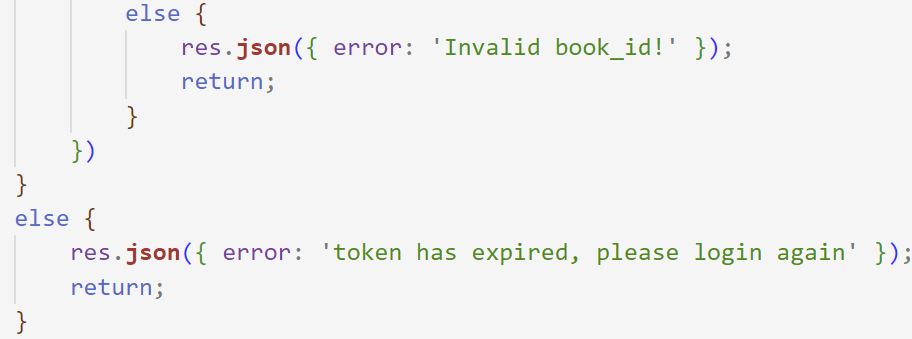 else {
res.json({ error: 'Invalid book_id!' });
return;
}
})
}
else {
res.json({ error: 'token has expired, please login again' });
return;
}